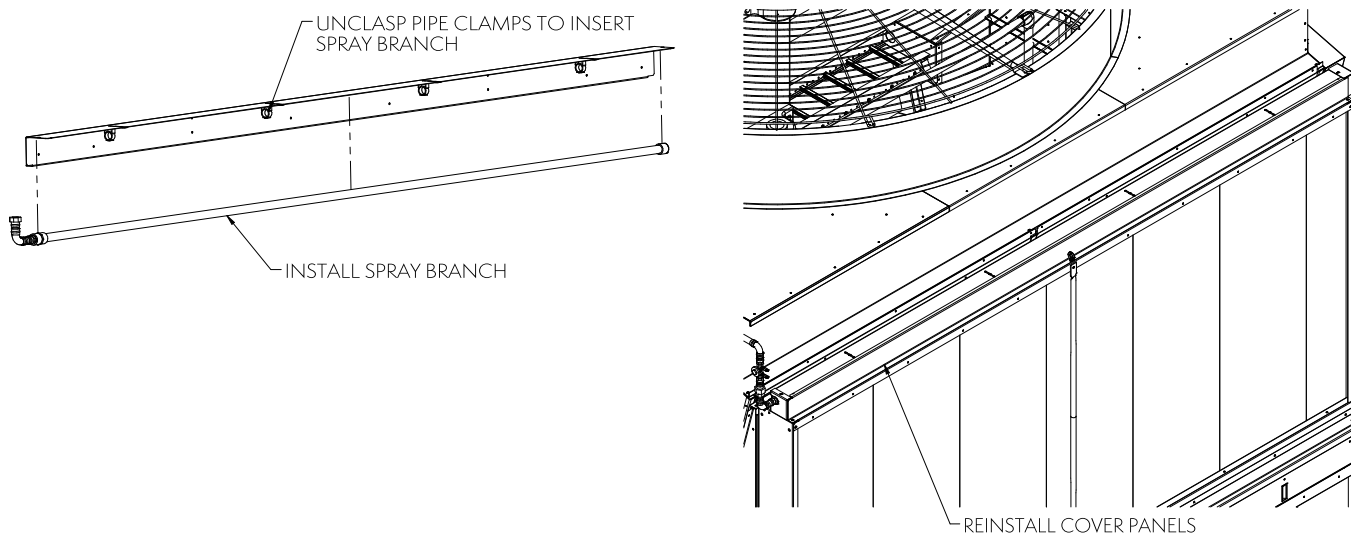 UNCLASP PIPE CLAMPS TO INSERT
SPRAY BRANCH
INSTALL SPRAY BRANCH
REINSTALL COVER PANELS